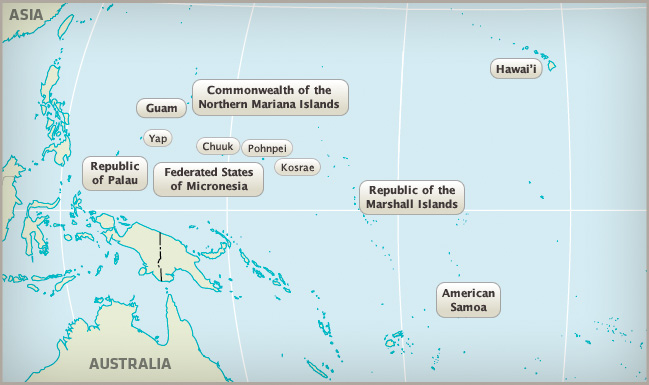 ASIA
Hawai'i
Commonwealth of the
Northern Mariana Islands
Guam
Yap
Chuuk
Pohnpei
Kosrae
Republic
of Palau
Federated States
of Micronesia
Republic of the
Marshall Islands
American
Samoa
AUSTRALIA